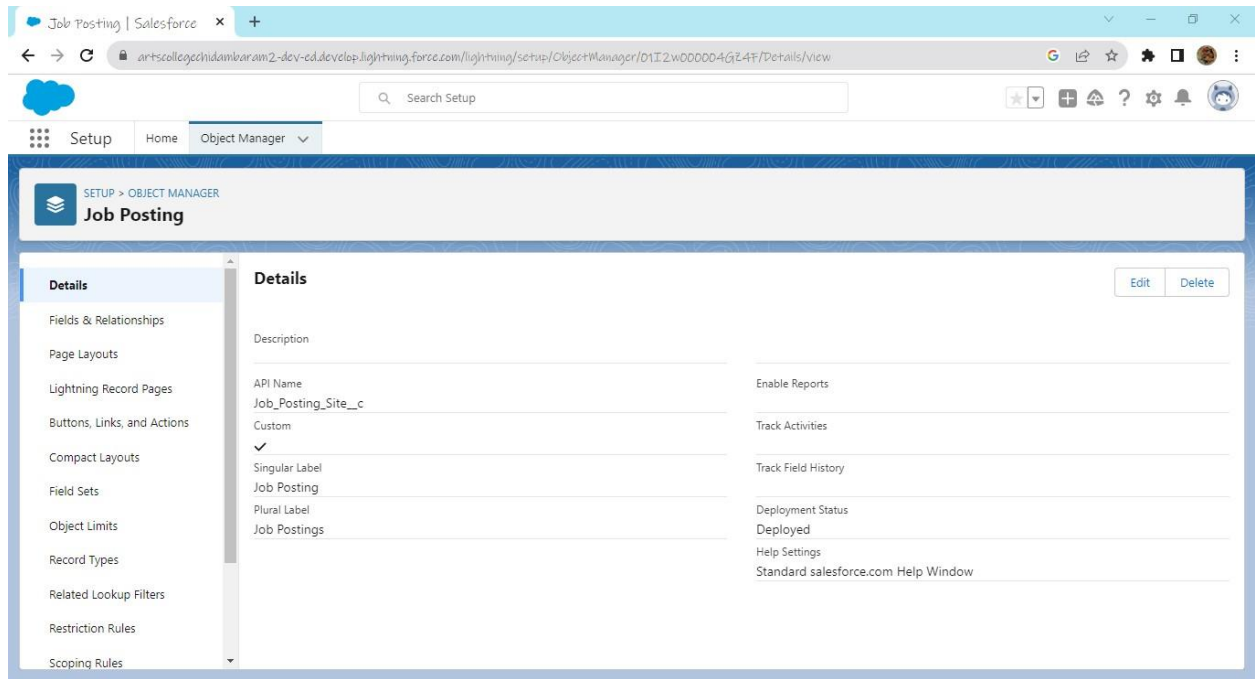 Job Posting | Salesforce
artscollegechidambaram2-dev-ed.develop.lightning.force.com/lightning/setup/ObjectManager/01I2w000004GZ4F/Details/view
Search Setup
Setup Home Object Manager
SETUP > OBJECT MANAGER
Job Posting
Details
Fields & Relationships
Page Layouts
Lightning Record Pages
Buttons, Links, and Actions
Compact Layouts
Field Sets
Object Limits
Record Types
Related Lookup Filters
Restriction Rules
Scoping Rules
Details
Edit Delete
Description
API Name
Job_Posting_Site__c
Custom
Singular Label
Job Posting
Plural Label
Job Postings
Enable Reports
Track Activities
Track Field History
Deployment Status
Deployed
Help Settings
Standard salesforce.com Help Window